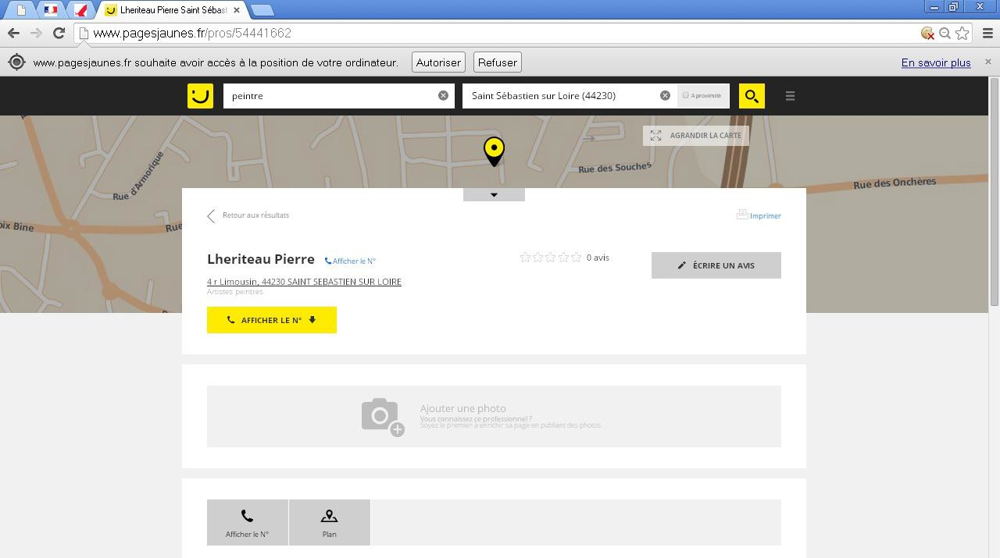 Lheriteau Pierre Saint Sébast
www.pagesjaunes.fr/pros/54441662
www.pagesjaunes.fr souhaite avoir accès à la position de votre ordinateur.
Autoriser
Refuser
En savoir plus
peintre
Saint Sébastien sur Loire (44230)
A proximité
AGRANDIR LA CARTE
Rue d'Armorique
Rue des Souches
Rue des Onchères
oix Bine
Rue
Retour aux résultats
Imprimer
Lheriteau Pierre
Afficher le N°
0 avis
ÉCRIRE UN AVIS
4 r Limousin, 44230 SAINT SEBASTIEN SUR LOIRE
Artistes peintres
AFFICHER LE N°
Ajouter une photo
Vous connaissez ce professionnel ?
Soyez le premier à enrichir sa page en publiant des photos
Afficher le N°
Plan